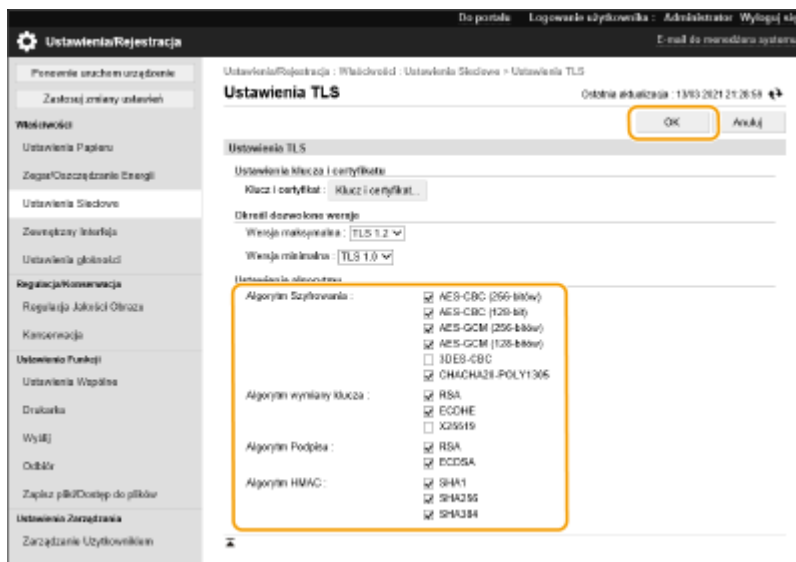 Do portalu Logowanie użytkownika : Administrator Wyloguj się
Ustawienia/Rejestracja
E-mail do menedżera systemu
Ponownie uruchom urządzenie
Zastosuj zmiany ustawień
Właściwości
Ustawienia Papieru
Zegar/Oszczędzanie Energii
Ustawienia Sieciowe
Zewnętrzny Interfejs
Ustawienia głośności
Regulacja/Konserwacja
Regulacja Jakości Obrazu
Konserwacja
Ustawienia Funkcji
Ustawienia Wspólne
Drukarka
Wyślij
Odbiór
Zapisz pliki/Dostęp do plików
Ustawienia Zarządzania
Zarządzanie Użytkownikiem
Ustawienia/Rejestracja : Właściwości : Ustawienia Sieciowe > Ustawienia TLS
Ustawienia TLS
Ostatnia aktualizacja : 13/03 2021 21:28:59
OK
Anuluj
Ustawienia TLS
Ustawienia klucza i certyfikatu
Klucz i certyfikat : Klucz i certyfikat...
Określ dozwolone wersje
Wersja maksymalna : TLS 1.2
Wersja minimalna : TLS 1.0
Ustawienia algorytmu
Algorytm Szyfrowania :
AES-CBC (256-bitów)
AES-CBC (128-bit)
AES-GCM (256-bitów)
AES-GCM (128-bitów)
3DES-CBC
CHACHA20-POLY1305
Algorytm wymiany klucza :
RSA
ECDHE
X25519
Algorytm Podpisu :
RSA
ECDSA
Algorytm HMAC :
SHA1
SHA256
SHA384